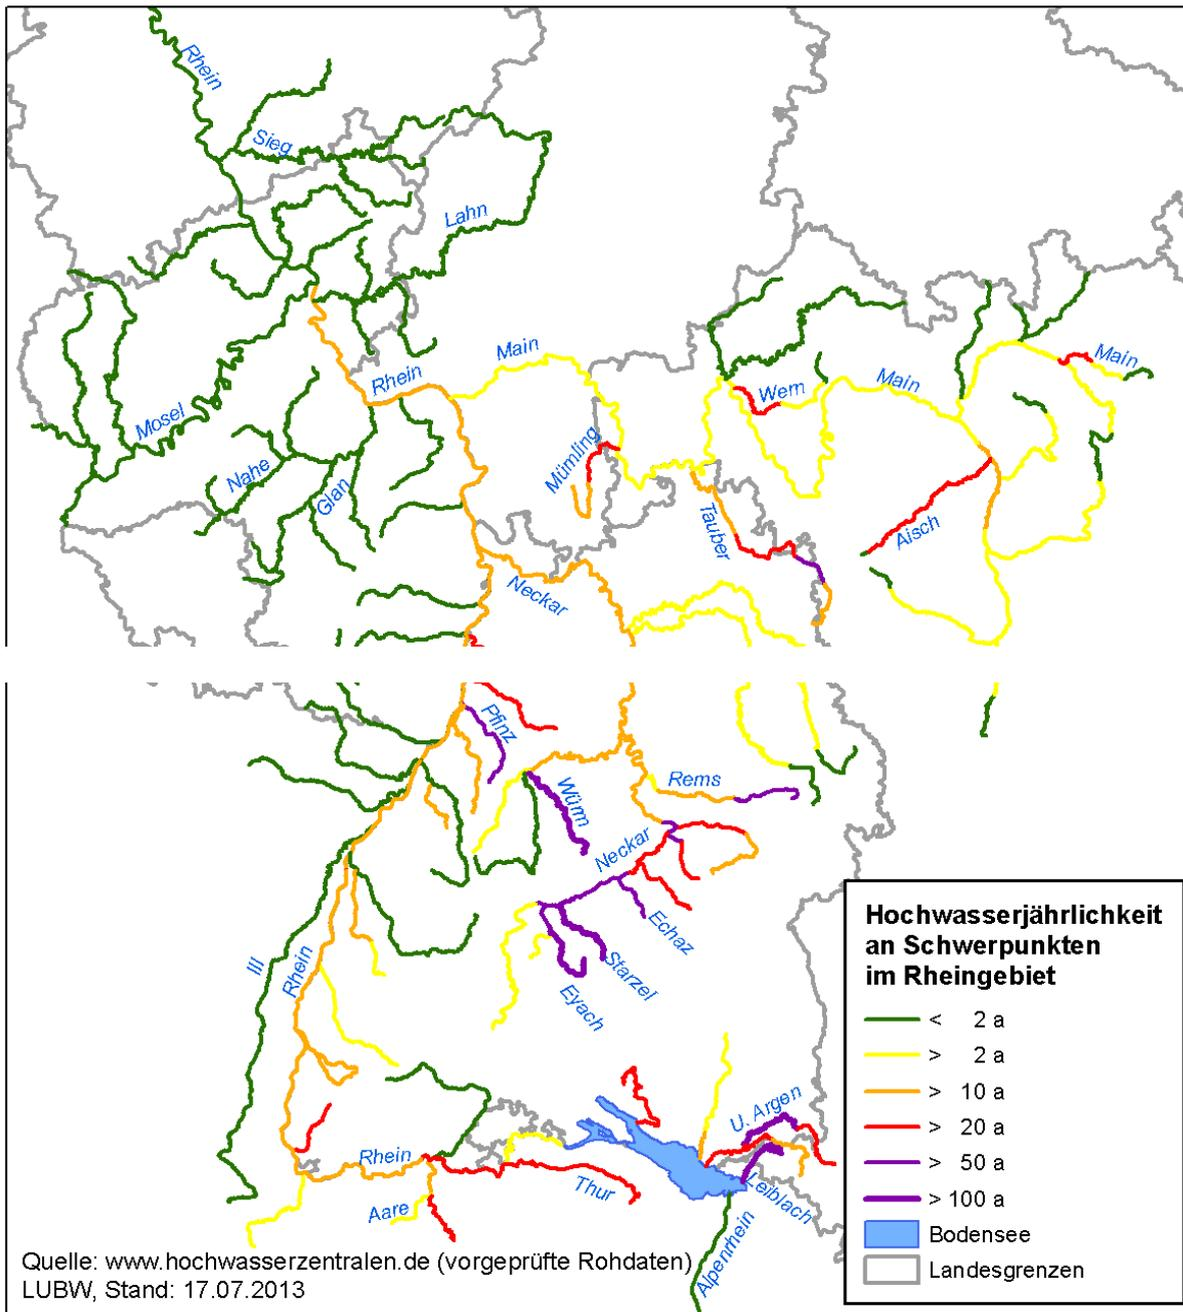 Rhein
Sieg
Lahn
Main
Main
Rhein
Wern
Main
Mosel
Mümling
Nahe
Glan
Tauber
Aisch
Neckar
Pfinz
Rems
Würm
Neckar
Echaz
Ill
Rhein
Starzel
Eyach
U. Argen
Rhein
Thur
Leiblach
Aare
Alpenrhein
Hochwasserjährlichkeit
an Schwerpunkten
im Rheingebiet
< 2 a
> 2 a
> 10 a
> 20 a
> 50 a
> 100 a
Bodensee
Landesgrenzen
Quelle: www.hochwasserzentralen.de (vorgeprüfte Rohdaten)
LUBW, Stand: 17.07.2013